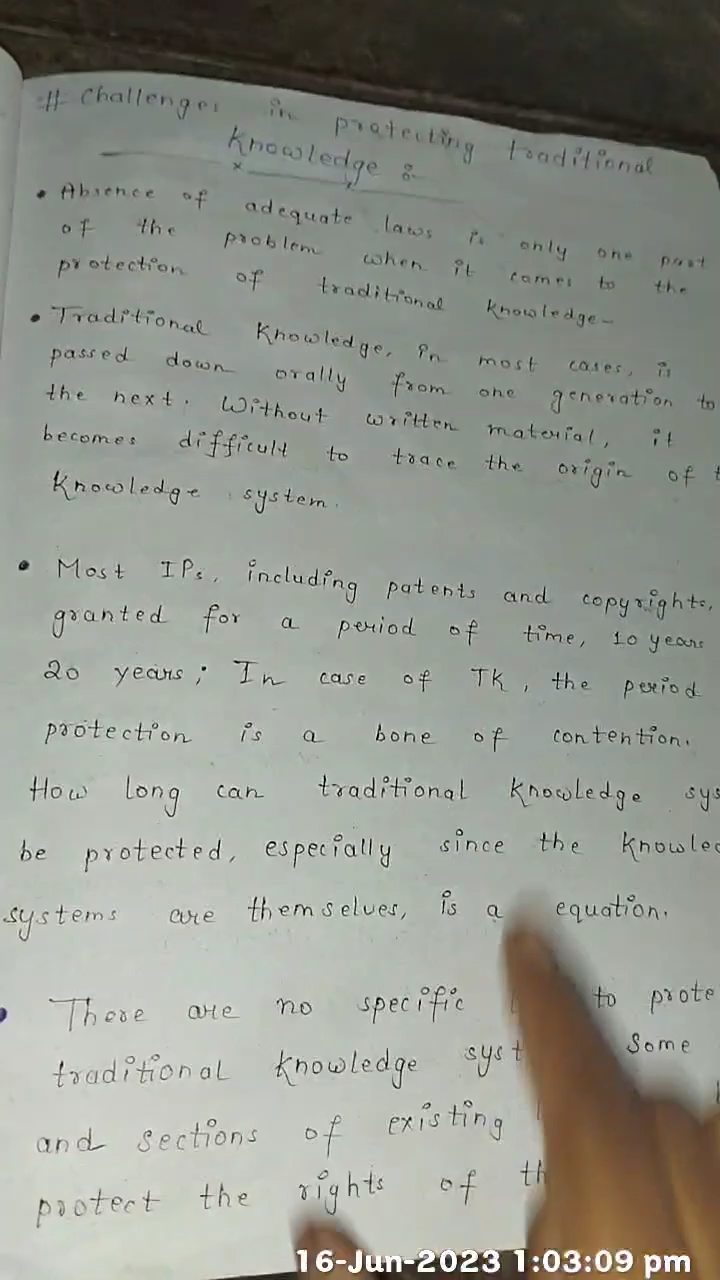 # Challenges in protecting traditional
Knowledge :-
• Absence of adequate laws is only one part
of the problem when it comes to the
protection of traditional knowledge-
• Traditional Knowledge, in most cases, is
passed down orally from one generation to
the next. Without written material, it
becomes difficult to trace the origin of
Knowledge system.
• Most IPs, including patents and copyrights,
granted for a period of time, 10 years
20 years; In case of TK, the period
protection is a bone of contention.
How long can traditional Knowledge sys
be protected, especially since the Knowled
systems are themselves, is a equation.
• There are no specific to prote
traditional Knowledge syst Some
and sections of existing
protect the rights of th
16-Jun-2023 1:03:09 pm